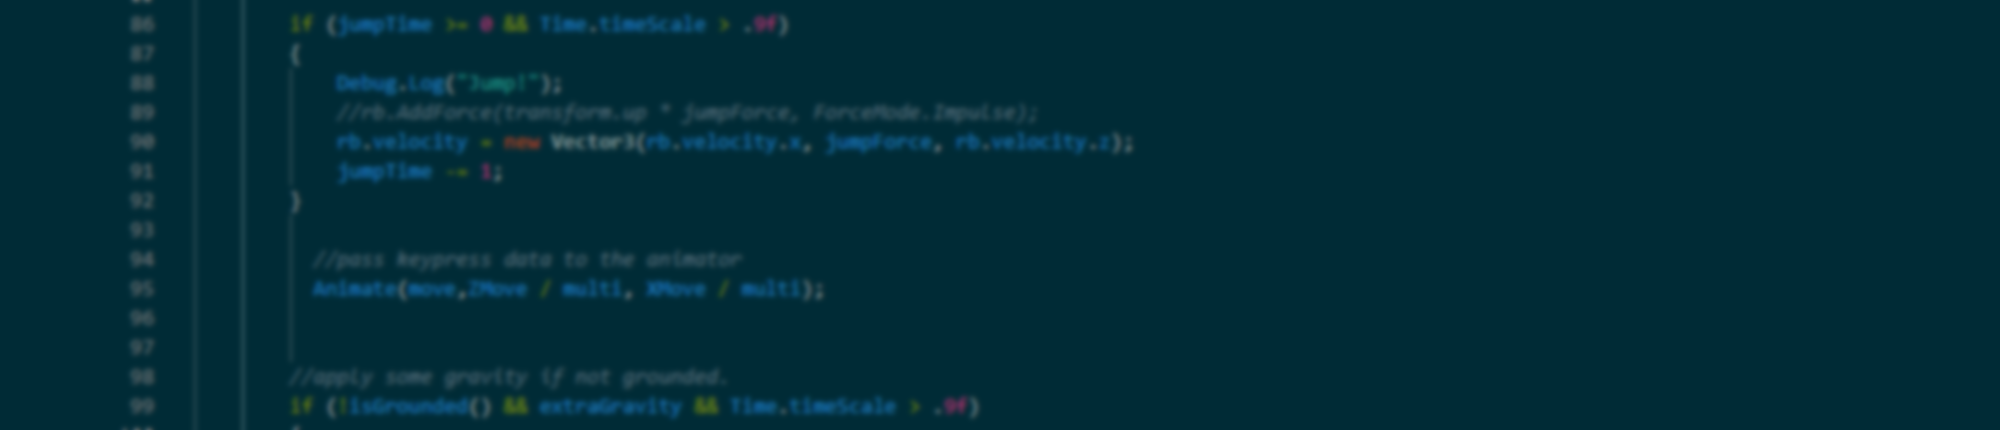 86 if (jumpTime >= 0 && Time.timeScale > .9f)
87 {
88 Debug.Log("Jump!");
89 //rb.AddForce(transform.up * jumpForce, ForceMode.Impulse);
90 rb.velocity = new Vector3(rb.velocity.x, jumpForce, rb.velocity.z);
91 jumpTime -= 1;
92 }
93
94 //pass keypress data to the animator
95 Animate(move,ZMove / multi, XMove / multi);
96
97
98 //apply some gravity if not grounded.
99 if (!isGrounded() && extraGravity && Time.timeScale > .9f)